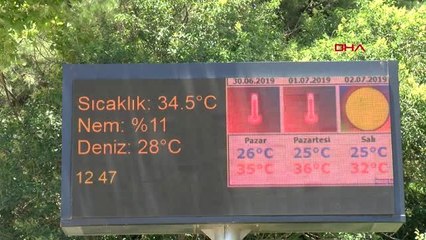 DHA
Sıcaklık: 34.5°C
Nem: %11
Deniz: 28°C
12 47
30.06.2019 01.07.2019 02.07.2019
Pazar Pazartesi Salı
26°C 25°C 25°C
35°C 36°C 32°C